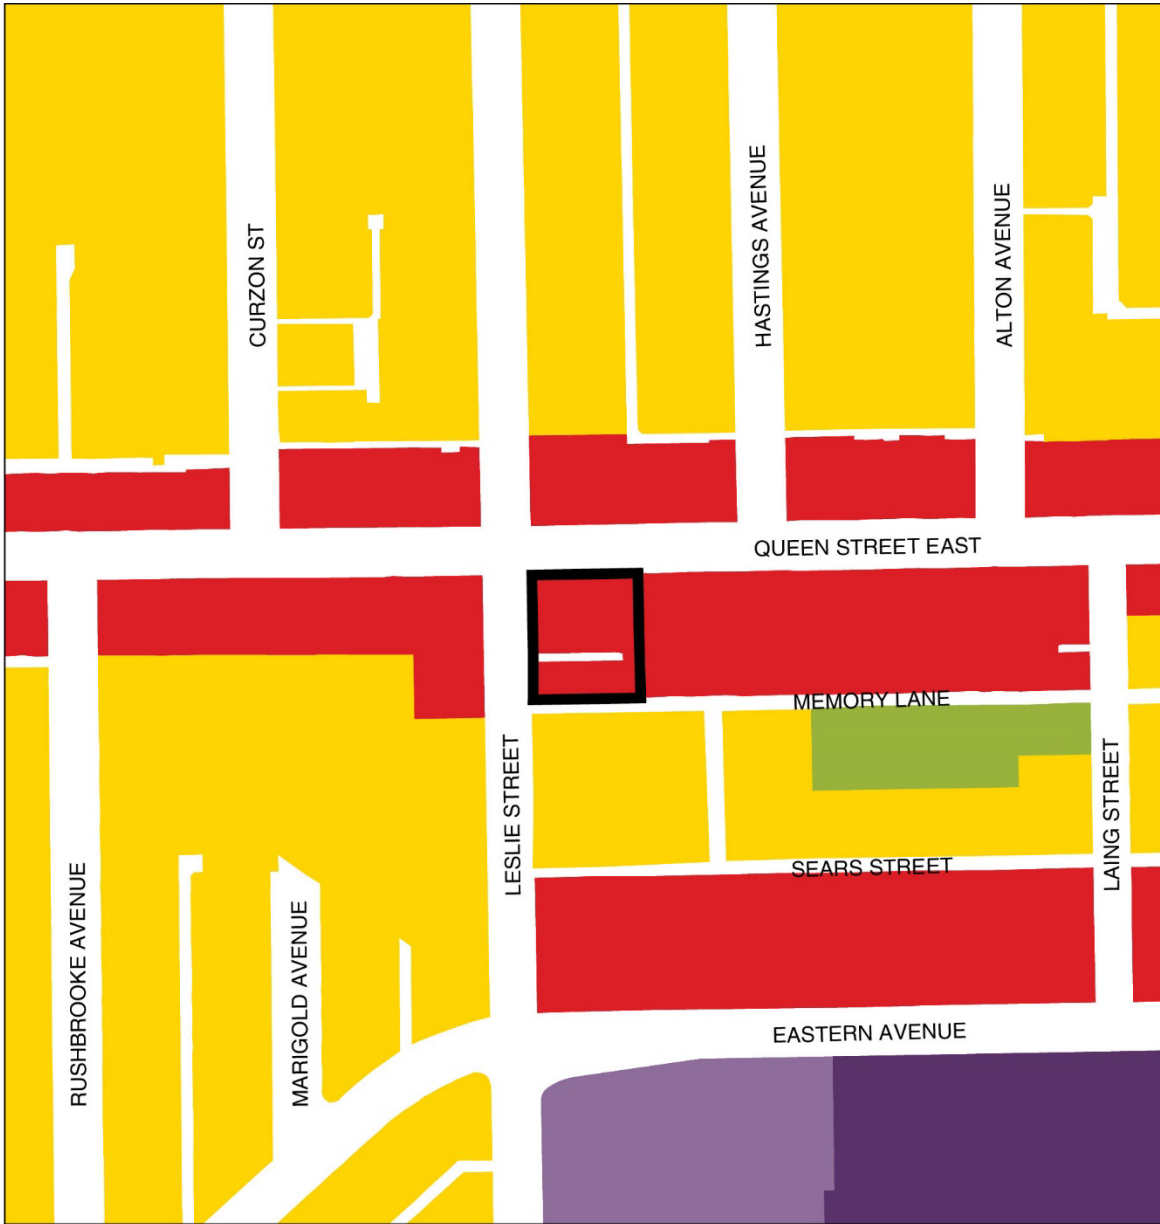 CURZON ST
HASTINGS AVENUE
ALTON AVENUE
QUEEN STREET EAST
MEMORY LANE
LESLIE STREET
LAING STREET
SEARS STREET
RUSHBROOKE AVENUE
MARIGOLD AVENUE
EASTERN AVENUE